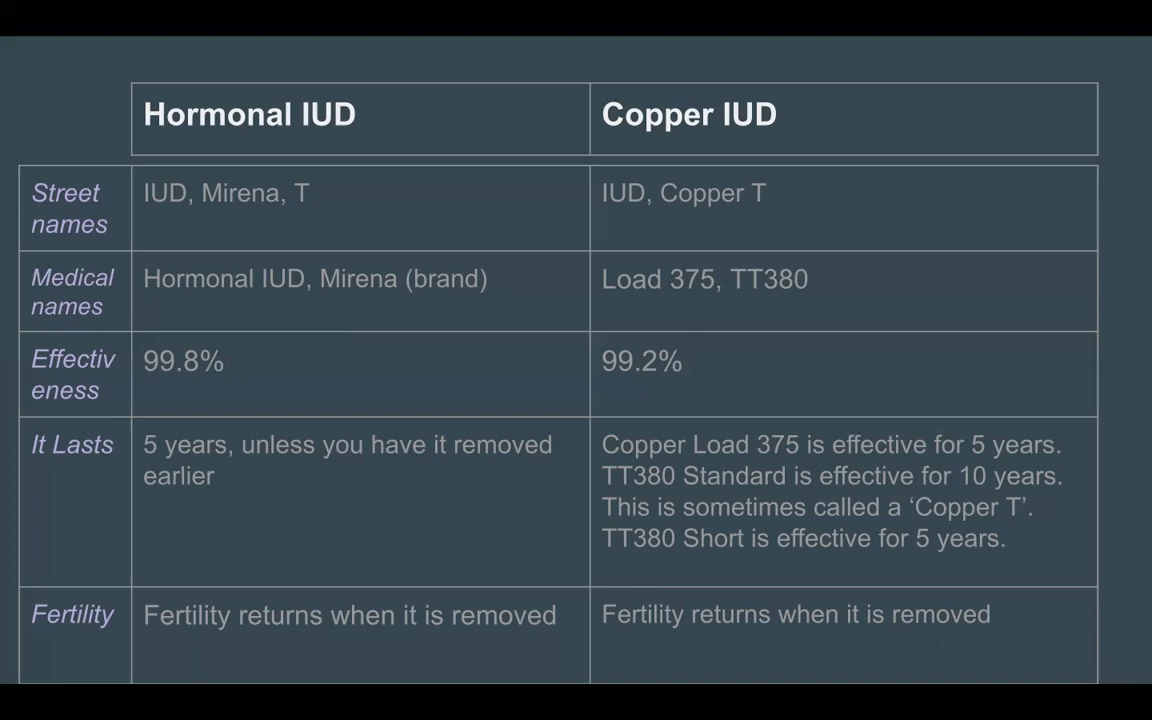 Hormonal IUD
Copper IUD
Street
names
IUD, Mirena, T
IUD, Copper T
Medical
names
Hormonal IUD, Mirena (brand)
Load 375, TT380
Effectiv
eness
99.8%
99.2%
It Lasts
5 years, unless you have it removed
earlier
Copper Load 375 is effective for 5 years.
TT380 Standard is effective for 10 years.
This is sometimes called a ‘Copper T’.
TT380 Short is effective for 5 years.
Fertility
Fertility returns when it is removed
Fertility returns when it is removed